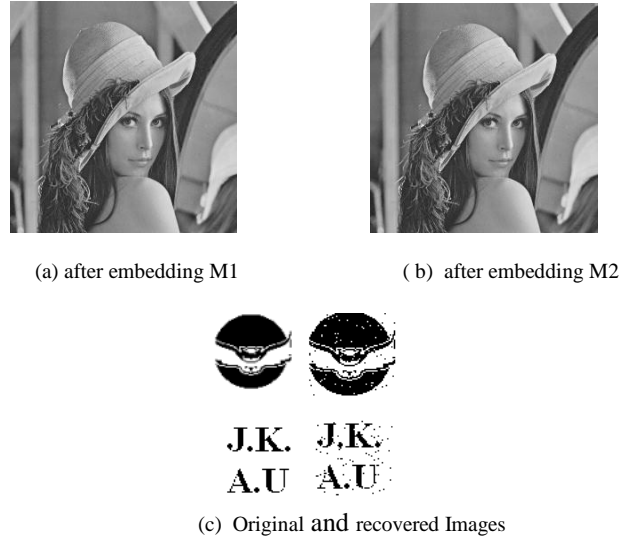 (a) after embedding M1
( b) after embedding M2
J.K. J,K.
A.U A.U
(c) Original and recovered Images